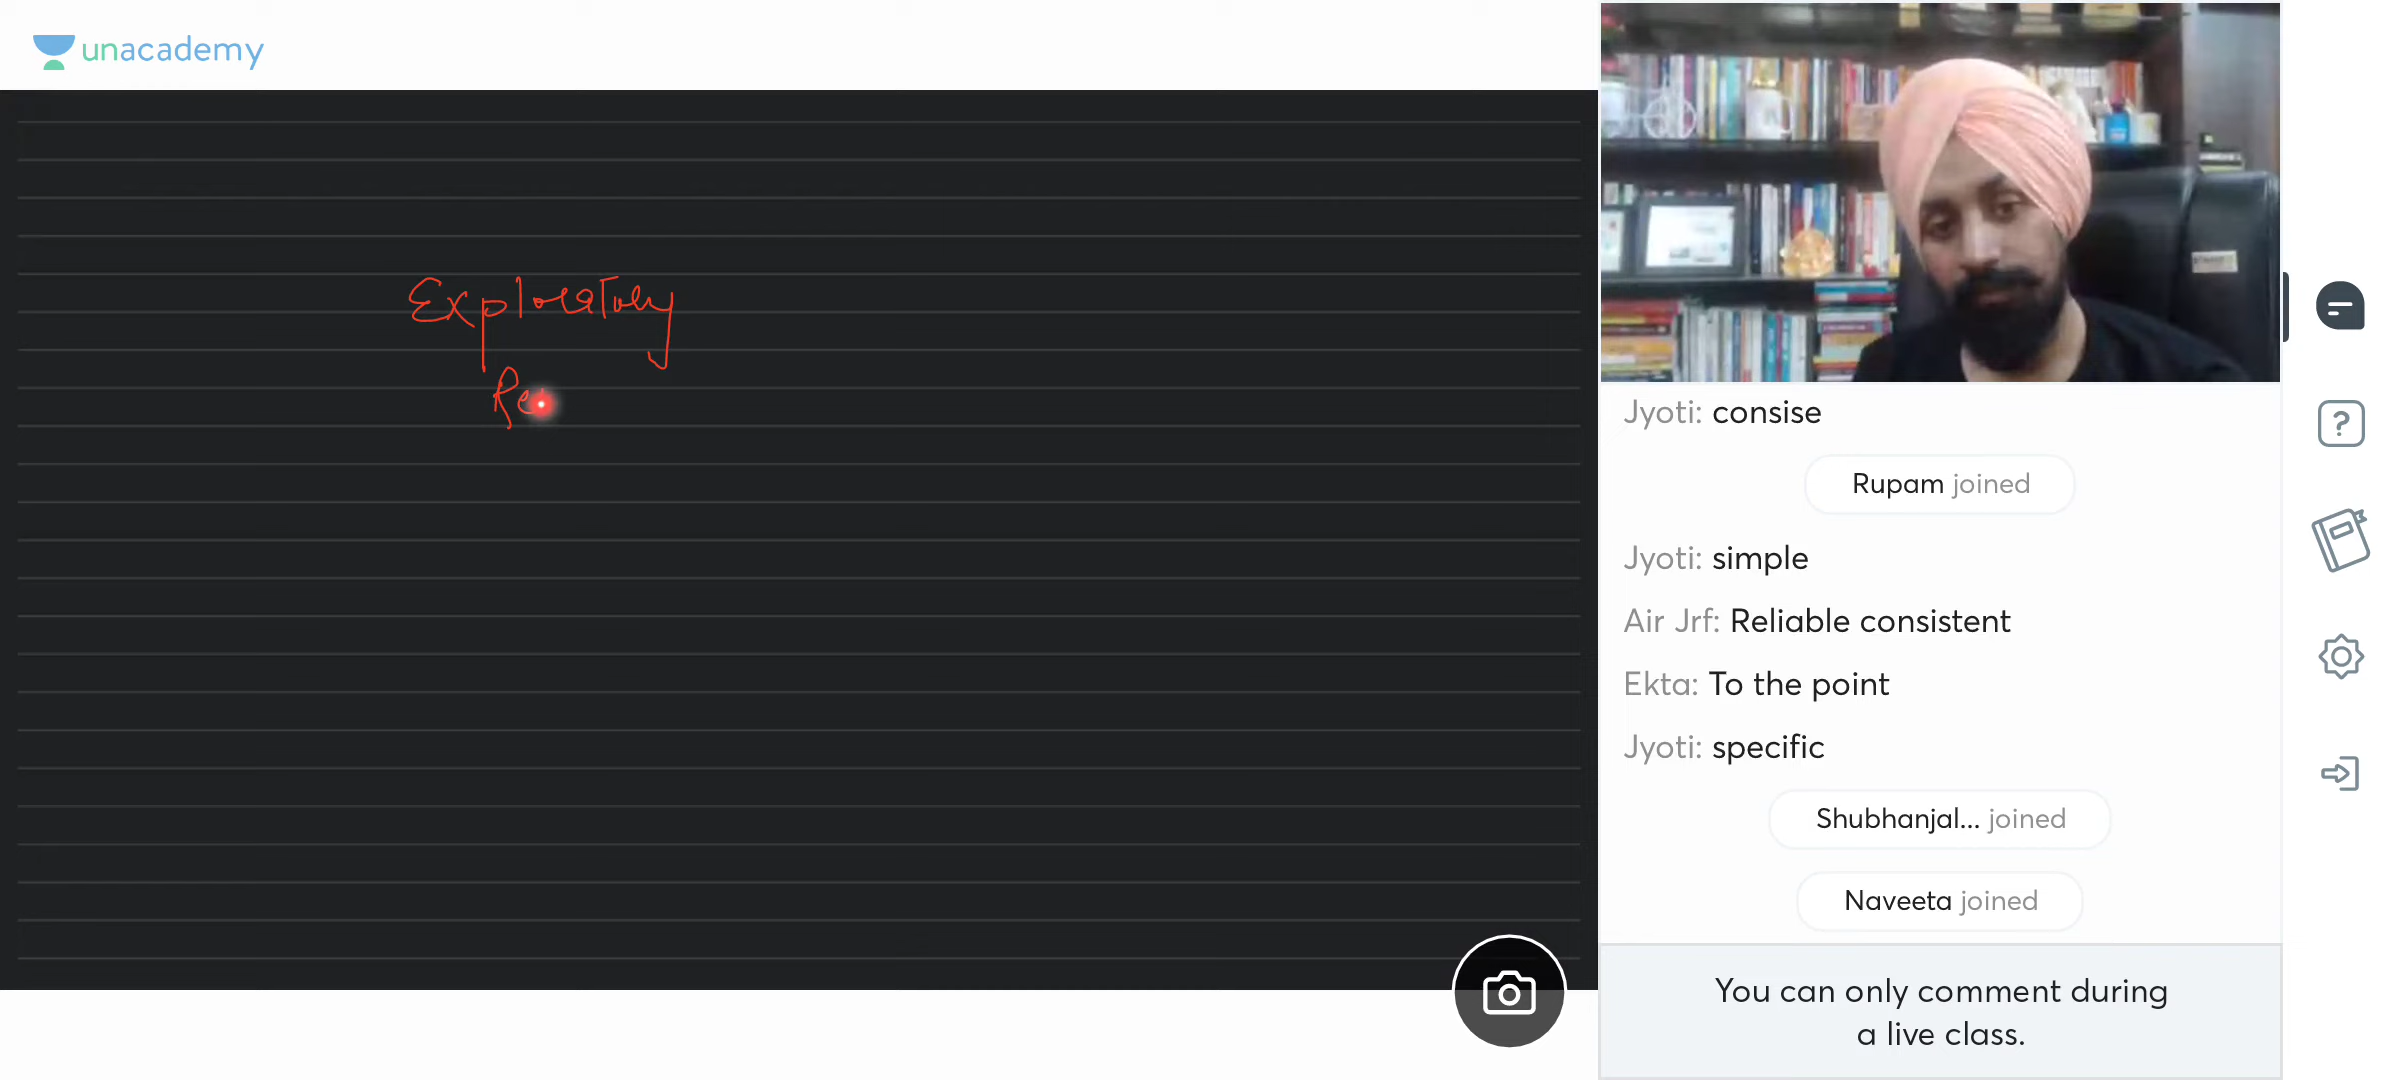 unacademy
Exploratory
Re
Jyoti: consise
Rupam joined
Jyoti: simple
Air Jrf: Reliable consistent
Ekta: To the point
Jyoti: specific
Shubhanjal... joined
Naveeta joined
You can only comment during
a live class.
?